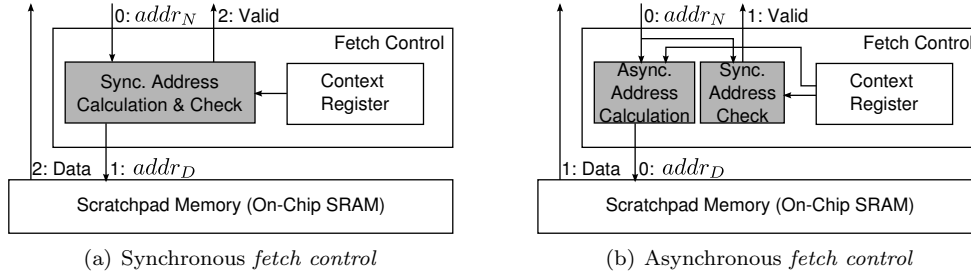 0: addr_N
2: Valid
Fetch Control
Sync. Address
Calculation & Check
Context
Register
2: Data
1: addr_D
Scratchpad Memory (On-Chip SRAM)
(a) Synchronous fetch control
0: addr_N
1: Valid
Fetch Control
Async.
Address
Calculation
Sync.
Address
Check
Context
Register
1: Data
0: addr_D
Scratchpad Memory (On-Chip SRAM)
(b) Asynchronous fetch control